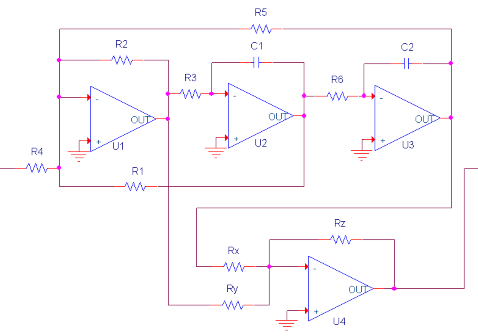 R5
R2
C1
C2
R3
R6
-
-
-
OUT
OUT
OUT
+
+
+
U1
U2
U3
R4
R1
Rz
Rx
-
Ry
OUT
+
U4